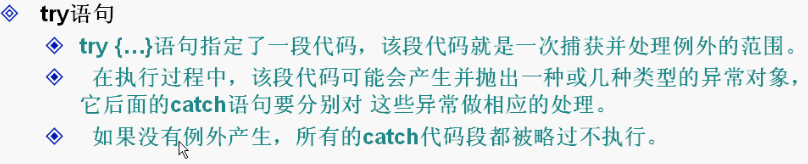 try语句
try {…}语句指定了一段代码，该段代码就是一次捕获并处理例外的范围。
在执行过程中，该段代码可能会产生并抛出一种或几种类型的异常对象，
它后面的catch语句要分别对 这些异常做相应的处理。
如果没有例外产生，所有的catch代码段都被略过不执行。